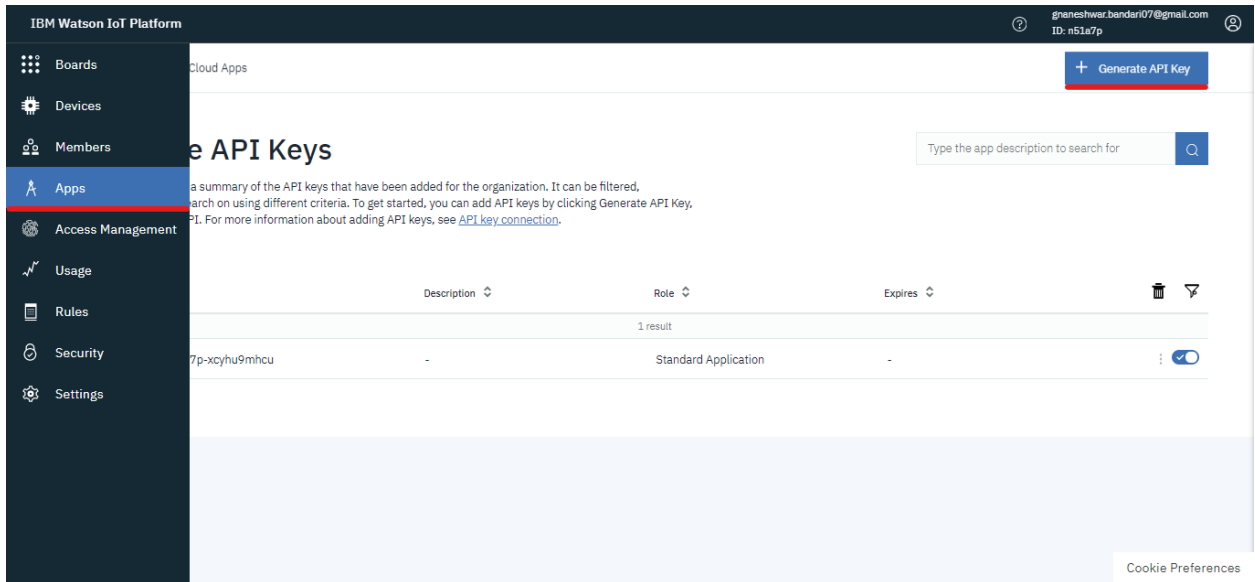 IBM Watson IoT Platform
gnaneshwar.bandari07@gmail.com
ID: n51a7p
Boards
Devices
Members
Apps
Access Management
Usage
Rules
Security
Settings
Cloud Apps
+ Generate API Key
e API Keys
Type the app description to search for
a summary of the API keys that have been added for the organization. It can be filtered,
earch on using different criteria. To get started, you can add API keys by clicking Generate API Key,
PI. For more information about adding API keys, see API key connection.
Description Role Expires
1 result
7p-xcyhu9mhcu - Standard Application -
Cookie Preferences